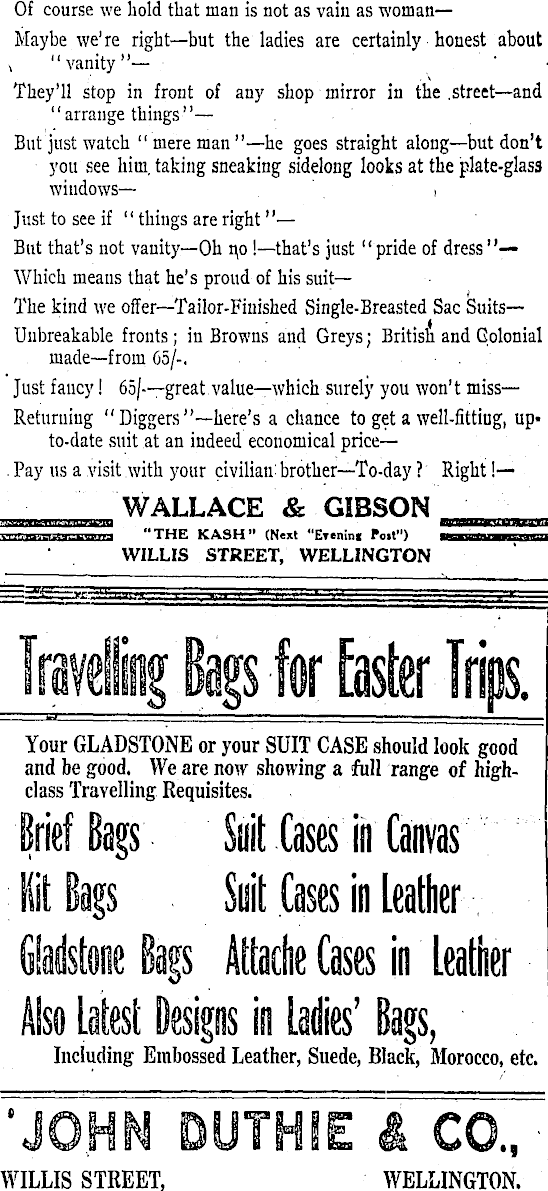 Of course we hold that man is not as vain as woman—
Maybe we're right—but the ladies are certainly honest about
"vanity"—
They'll stop in front of any shop mirror in the street—and
"arrange things"—
But just watch "mere man"—he goes straight along—but don't
you see him taking sneaking sidelong looks at the plate-glass
windows—
Just to see if "things are right"—
But that's not vanity—Oh no!—that's just "pride of dress"—
Which means that he's proud of his suit—
The kind we offer—Tailor-Finished Single-Breasted Sac Suits—
Unbreakable fronts; in Browns and Greys; British and Colonial
made—from 65/-.
Just fancy! 65/-—great value—which surely you won't miss—
Returning "Diggers"—here's a chance to get a well-fitting, up-
to-date suit at an indeed economical price—
Pay us a visit with your civilian brother—To-day? Right!—
WALLACE & GIBSON
"THE KASH" (Next "Evening Post")
WILLIS STREET, WELLINGTON
Travelling Bags for Easter Trips.
Your GLADSTONE or your SUIT CASE should look good
and be good. We are now showing a full range of high-
class Travelling Requisites.
Brief Bags Suit Cases in Canvas
Kit Bags Suit Cases in Leather
Gladstone Bags Attache Cases in Leather
Also Latest Designs in Ladies' Bags,
Including Embossed Leather, Suede, Black, Morocco, etc.
JOHN DUTHIE & CO.,
WILLIS STREET, WELLINGTON.